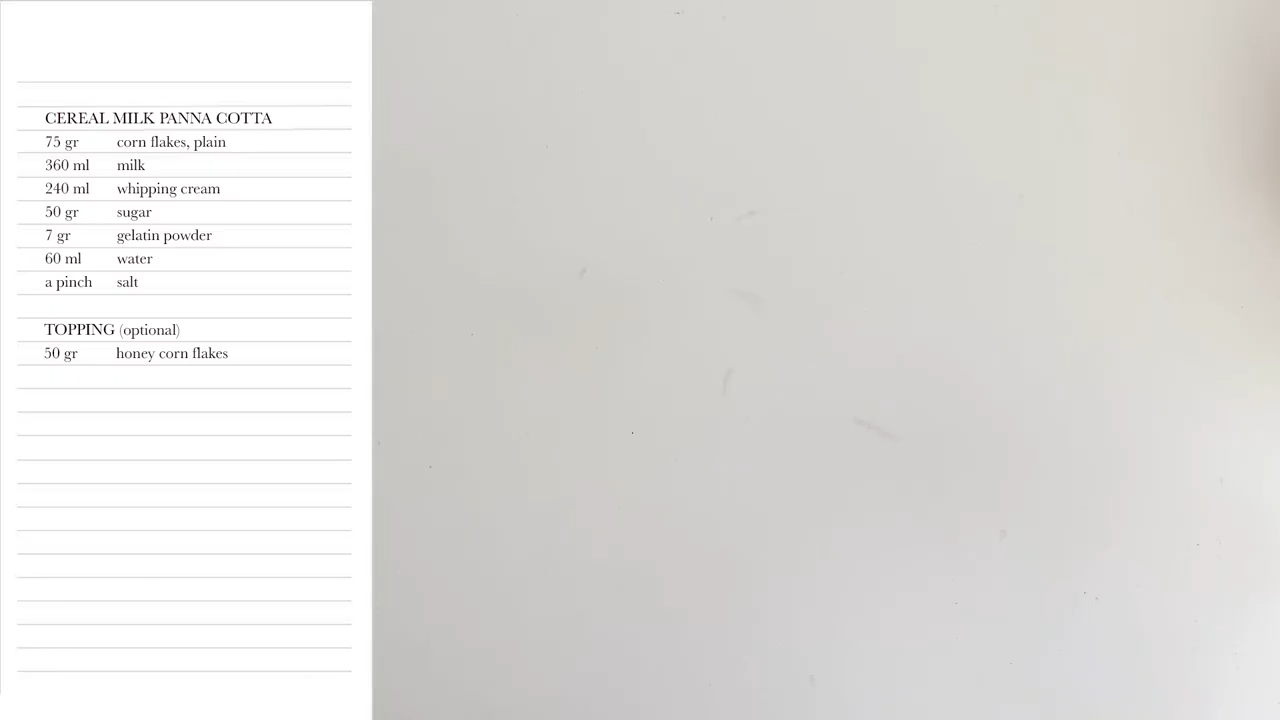 CEREAL MILK PANNA COTTA
75 gr corn flakes, plain
360 ml milk
240 ml whipping cream
50 gr sugar
7 gr gelatin powder
60 ml water
a pinch salt
TOPPING (optional)
50 gr honey corn flakes